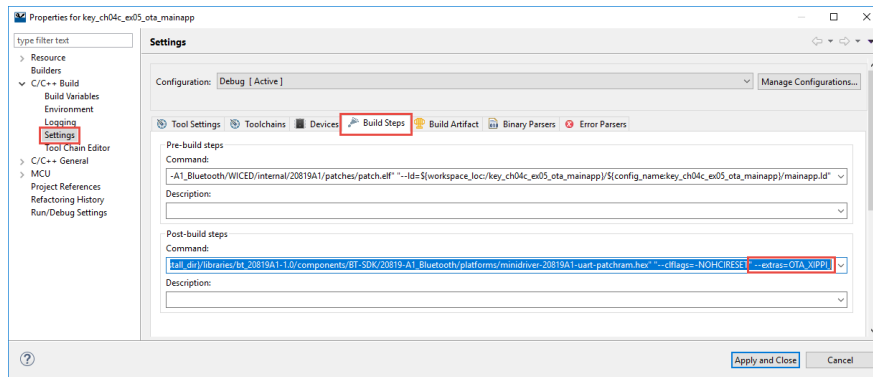 Properties for key_ch04c_ex05_ota_mainapp
type filter text
Settings
Resource
Builders
C/C++ Build
Build Variables
Environment
Logging
Settings
Tool Chain Editor
C/C++ General
MCU
Project References
Refactoring History
Run/Debug Settings
Configuration: Debug [ Active ]
Manage Configurations...
Tool Settings Toolchains Devices Build Steps Build Artifact Binary Parsers Error Parsers
Pre-build steps
Command:
-A1_Bluetooth/WICED/internal/20819A1/patches/patch.elf" "--ld=${workspace_loc:/key_ch04c_ex05_ota_mainapp}/${config_name:key_ch04c_ex05_ota_mainapp}/mainapp.ld"
Description:
Post-build steps
Command:
tall_dir}/libraries/bt_20819A1-1.0/components/BT-SDK/20819-A1_Bluetooth/platforms/minidriver-20819A1-uart-patchram.hex" "--clflags=-NOHCIRESET" --extras=OTA_XIPPI_
Description:
Apply and Close
Cancel